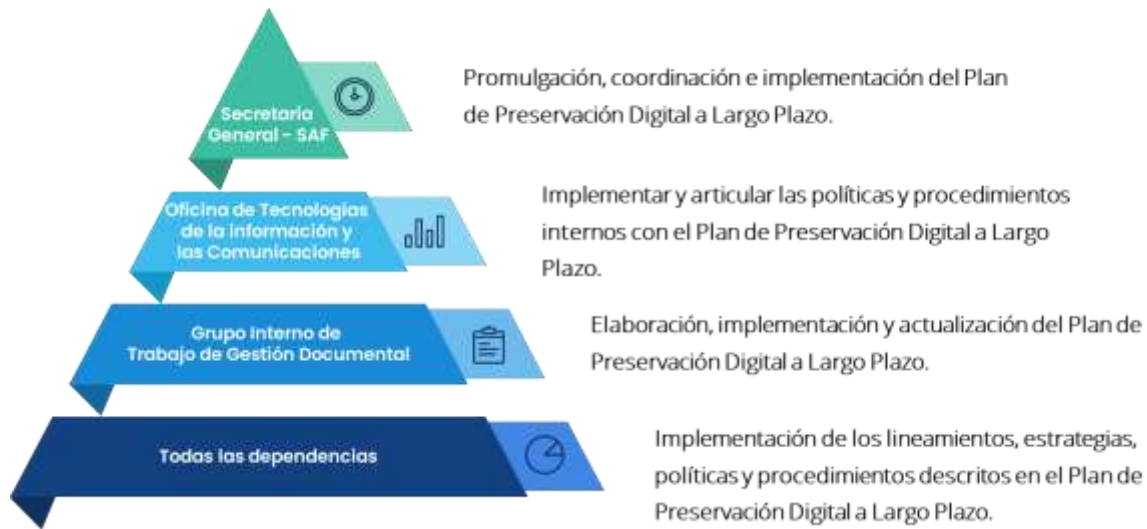 Secretaría
General - SAF
Promulgación, coordinación e implementación del Plan
de Preservación Digital a Largo Plazo.
Oficina de Tecnologías
de la información y
las Comunicaciones
Implementar y articular las políticas y procedimientos
internos con el Plan de Preservación Digital a Largo
Plazo.
Grupo Interno de
Trabajo de Gestión Documental
Elaboración, implementación y actualización del Plan de
Preservación Digital a Largo Plazo.
Todas las dependencias
Implementación de los lineamientos, estrategias,
políticas y procedimientos descritos en el Plan de
Preservación Digital a Largo Plazo.